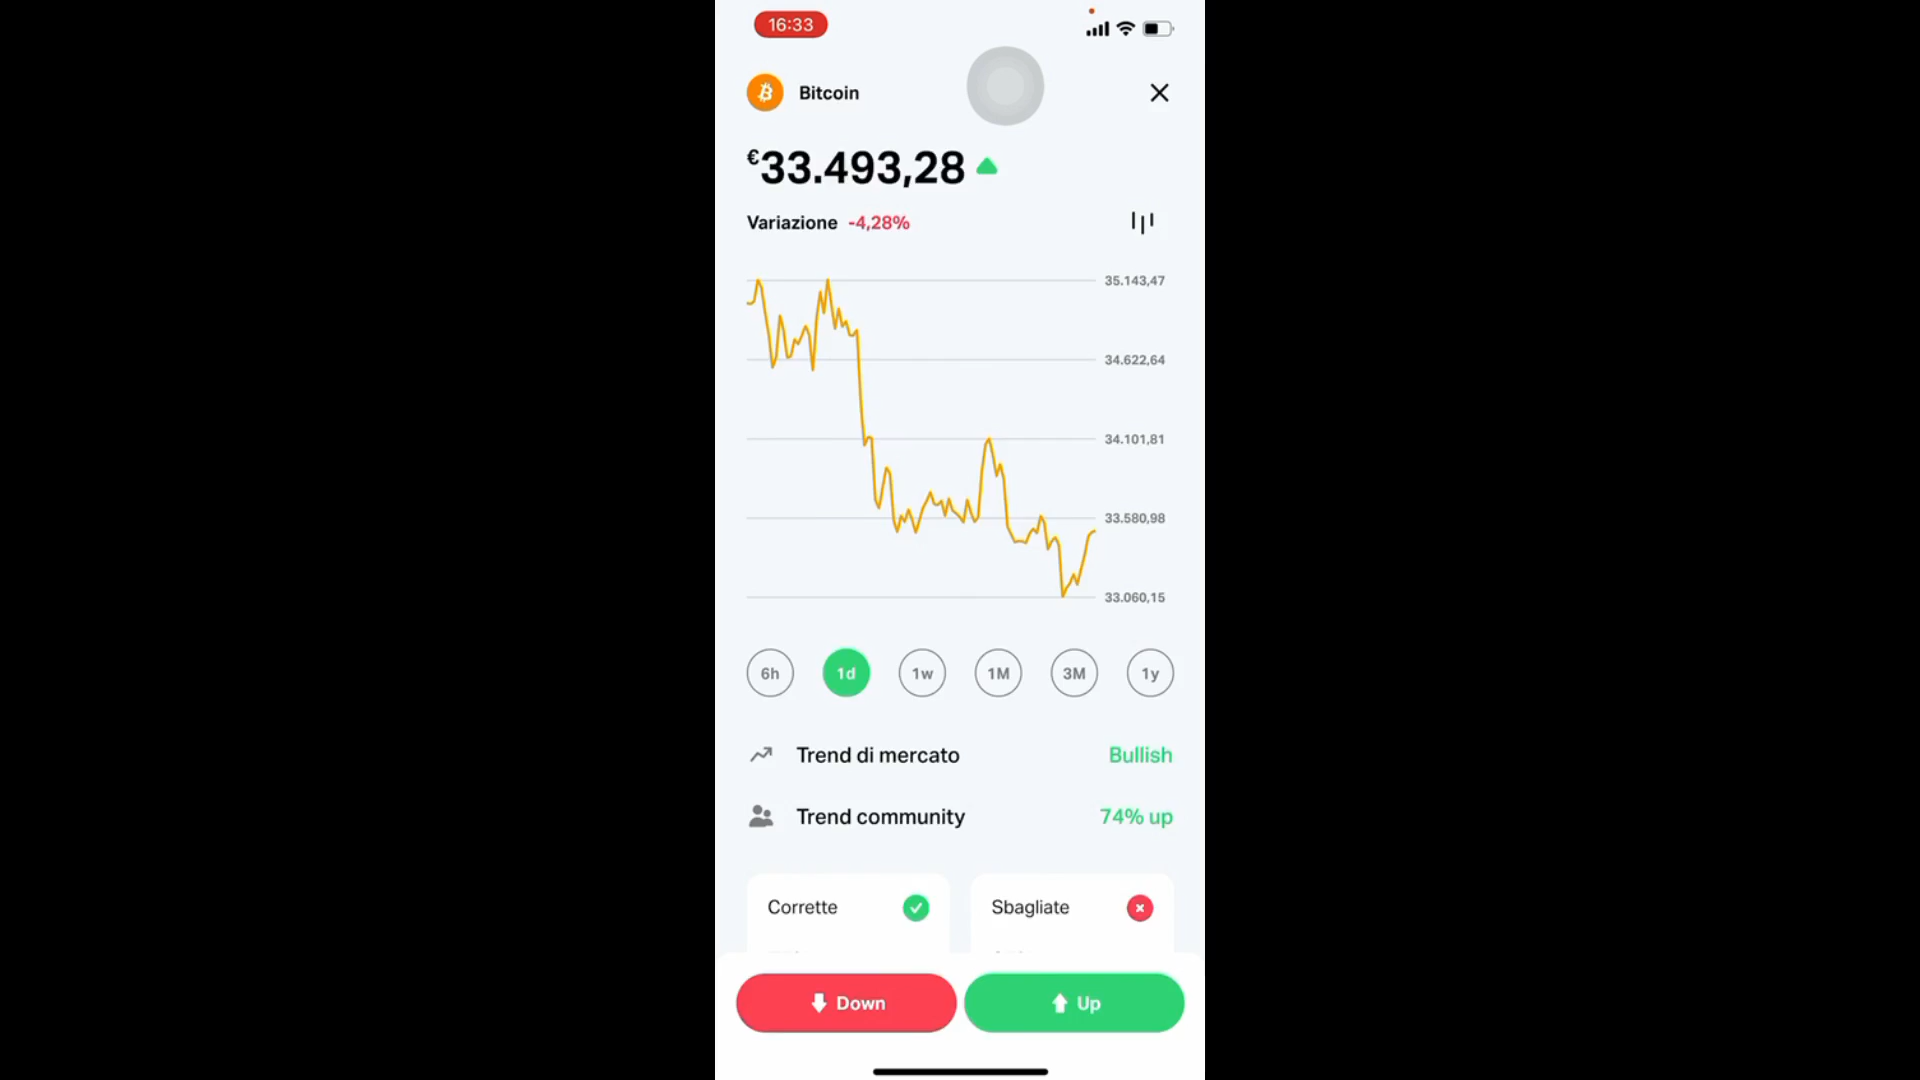 16:33
Bitcoin
€33.493,28
Variazione -4,28%
35.143,47
34.622,64
34.101,81
33.580,98
33.060,15
6h 1d 1w 1M 3M 1y
Trend di mercato Bullish
Trend community 74% up
Corrette Sbagliate
Down Up